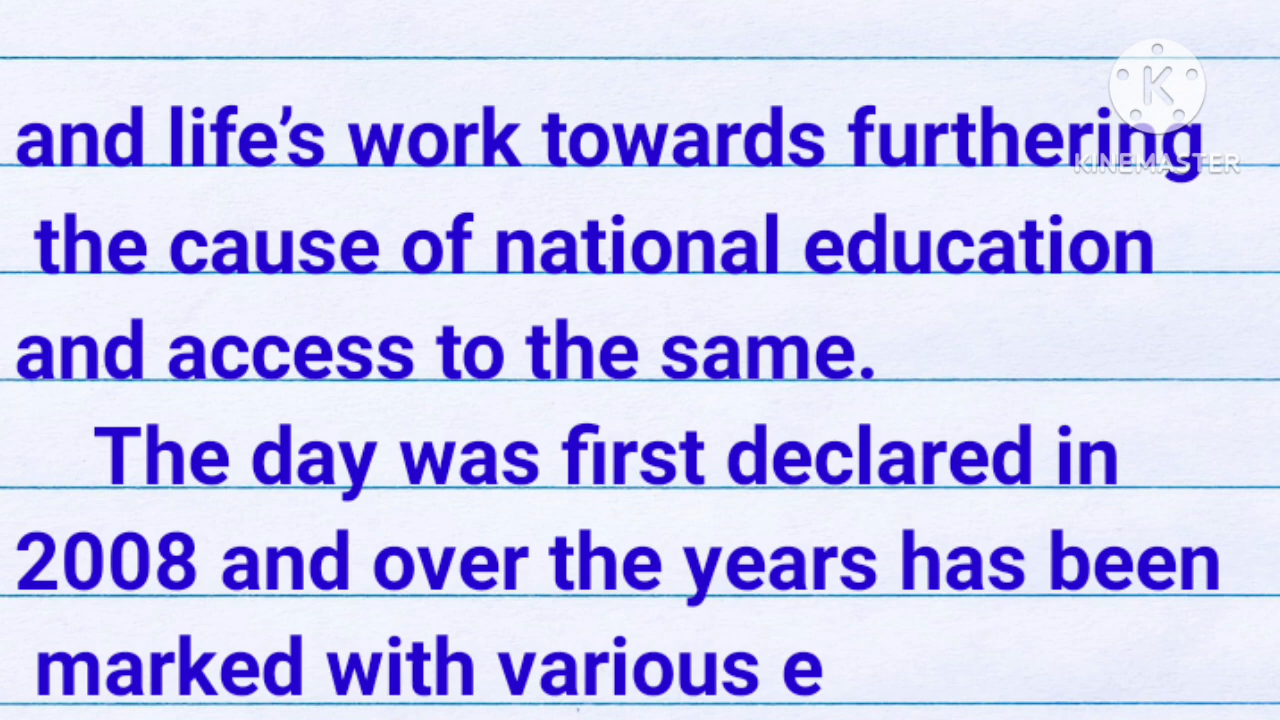 and life’s work towards furthering
the cause of national education
and access to the same.
The day was first declared in
2008 and over the years has been
marked with various e
K
KINEMASTER